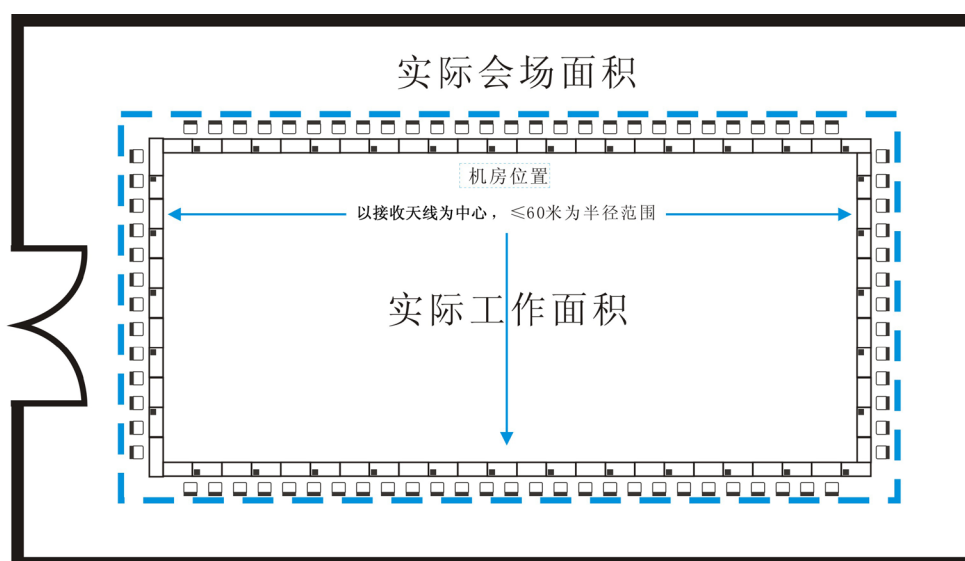 实际会场面积
机房位置
以接收天线为中心，≤60米为半径范围
实际工作面积